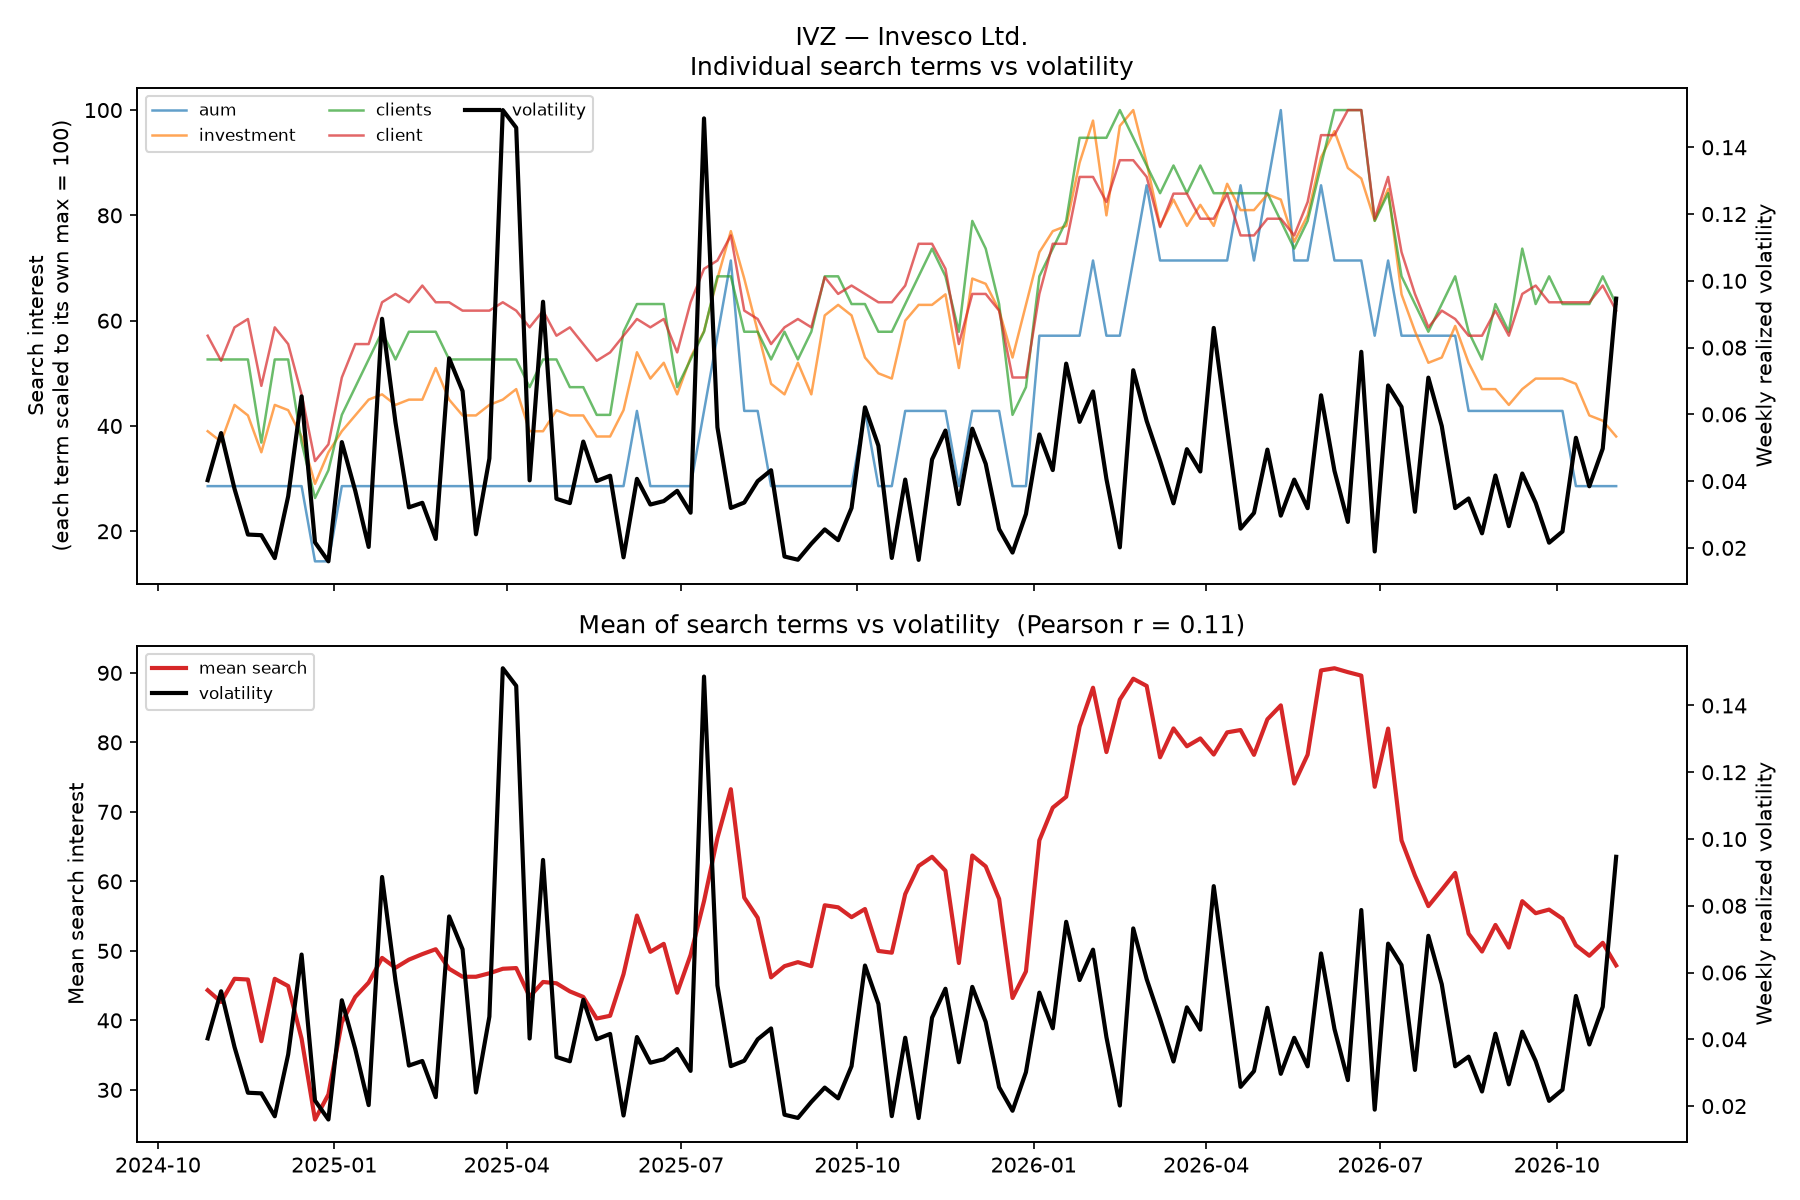 IVZ — Invesco Ltd.
Individual search terms vs volatility
aum
investment
clients
client
volatility
Search interest
(each term scaled to its own max = 100)
100
80
60
40
20
Weekly realized volatility
0.14
0.12
0.10
0.08
0.06
0.04
0.02
Mean of search terms vs volatility  (Pearson r = 0.11)
mean search
volatility
Mean search interest
90
80
70
60
50
40
30
Weekly realized volatility
0.14
0.12
0.10
0.08
0.06
0.04
0.02
2024-10
2025-01
2025-04
2025-07
2025-10
2026-01
2026-04
2026-07
2026-10